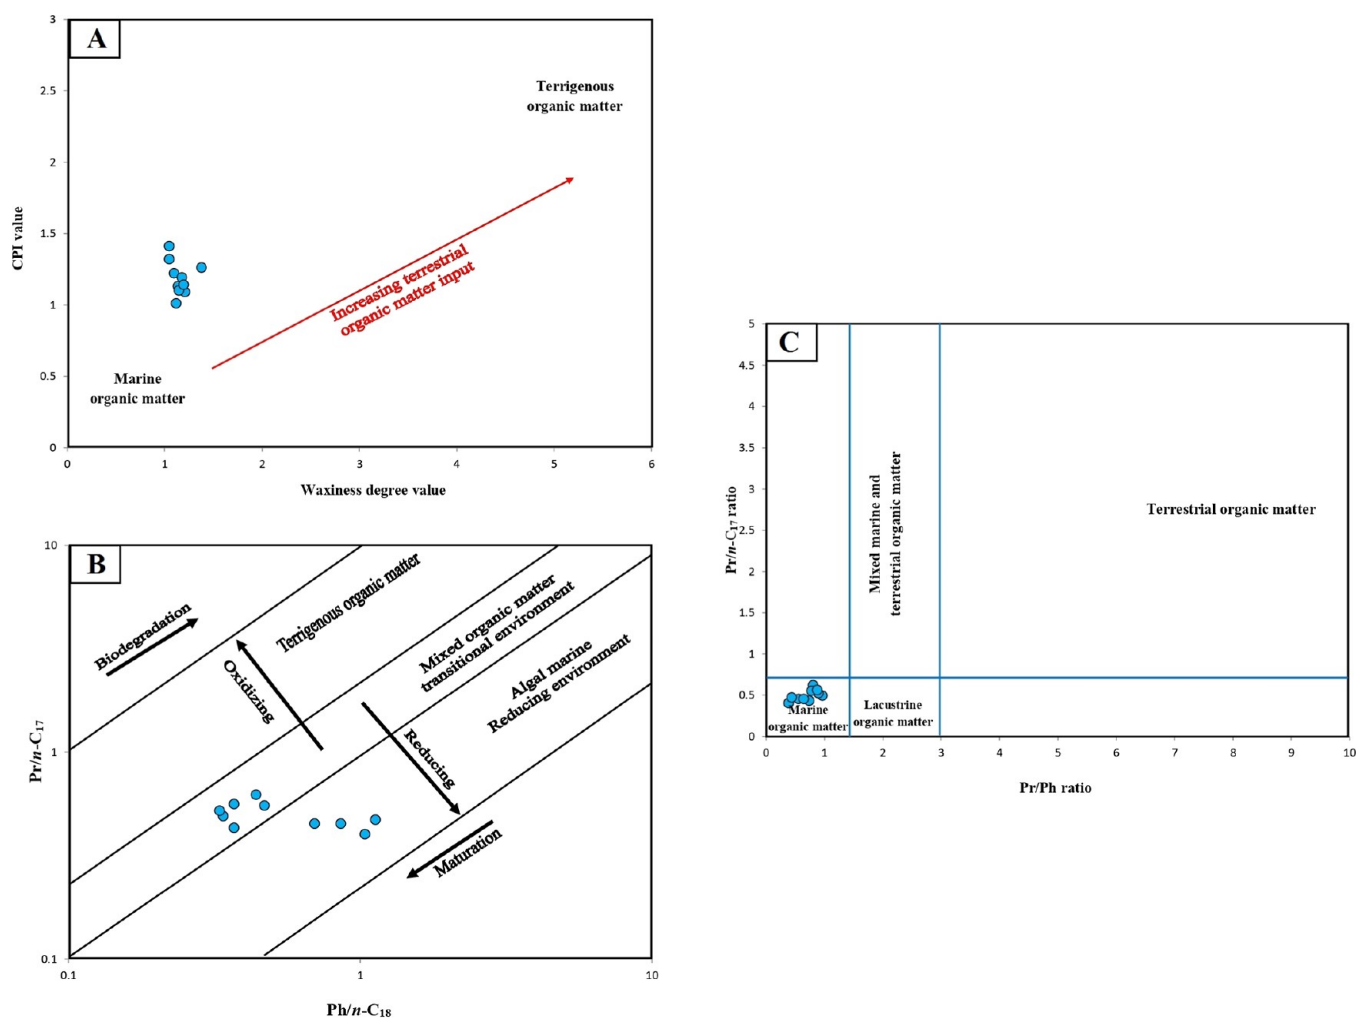 A
3
2.5
2
1.5
1
0.5
0
CPI value
Terrigenous
organic matter
Increasing terrestrial
organic matter input
Marine
organic matter
0 1 2 3 4 5 6
Waxiness degree value
B
10
1
0.1
Pr/n-C17
Biodegradation
Oxidizing
Terrigenous organic matter
Mixed organic matter
transitional environment
Algal marine
Reducing environment
Reducing
Maturation
0.1 1 10
Ph/n-C18
C
5
4.5
4
3.5
3
2.5
2
1.5
1
0.5
0
Pr/n-C17 ratio
Mixed marine and
terrestrial organic matter
Terrestrial organic matter
Marine
organic matter
Lacustrine
organic matter
0 1 2 3 4 5 6 7 8 9 10
Pr/Ph ratio